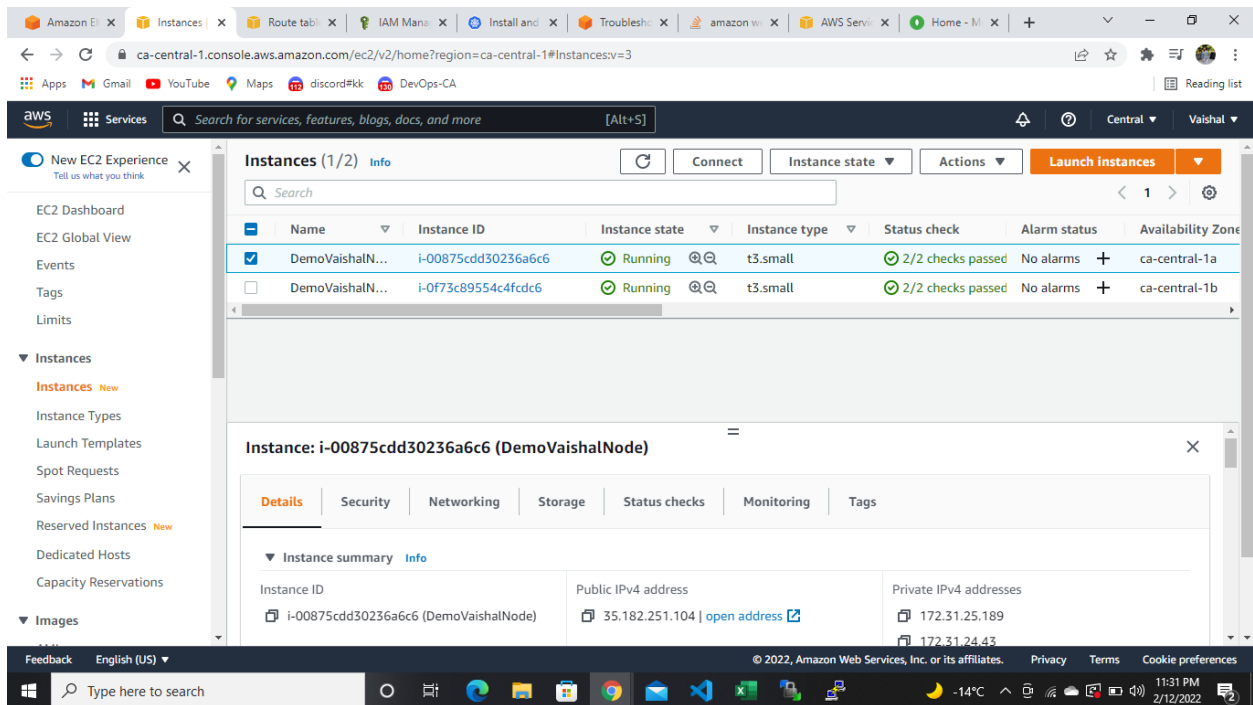 Amazon E
Instances |
Route tabl
IAM Mana
Install and
Troublesho
amazon w
AWS Servic
Home - M
ca-central-1.console.aws.amazon.com/ec2/v2/home?region=ca-central-1#Instances:v=3
Apps Gmail YouTube Maps discord#kk DevOps-CA Reading list
aws Services Search for services, features, blogs, docs, and more [Alt+S] Central ▼ Vaishal ▼
New EC2 Experience
Tell us what you think
EC2 Dashboard
EC2 Global View
Events
Tags
Limits
Instances
Instances New
Instance Types
Launch Templates
Spot Requests
Savings Plans
Reserved Instances New
Dedicated Hosts
Capacity Reservations
Images
Instances (1/2) Info Connect Instance state ▼ Actions ▼ Launch instances ▼
Search
1
Name Instance ID Instance state Instance type Status check Alarm status Availability Zone
DemoVaishalN... i-00875cdd30236a6c6 Running t3.small 2/2 checks passed No alarms + ca-central-1a
DemoVaishalN... i-0f73c89554c4fcdc6 Running t3.small 2/2 checks passed No alarms + ca-central-1b
Instance: i-00875cdd30236a6c6 (DemoVaishalNode)
Details Security Networking Storage Status checks Monitoring Tags
Instance summary Info
Instance ID
i-00875cdd30236a6c6 (DemoVaishalNode)
Public IPv4 address
35.182.251.104 | open address
Private IPv4 addresses
172.31.25.189
172.31.24.43
Feedback English (US) ▼ © 2022, Amazon Web Services, Inc. or its affiliates. Privacy Terms Cookie preferences
Type here to search -14°C 11:31 PM
2/12/2022